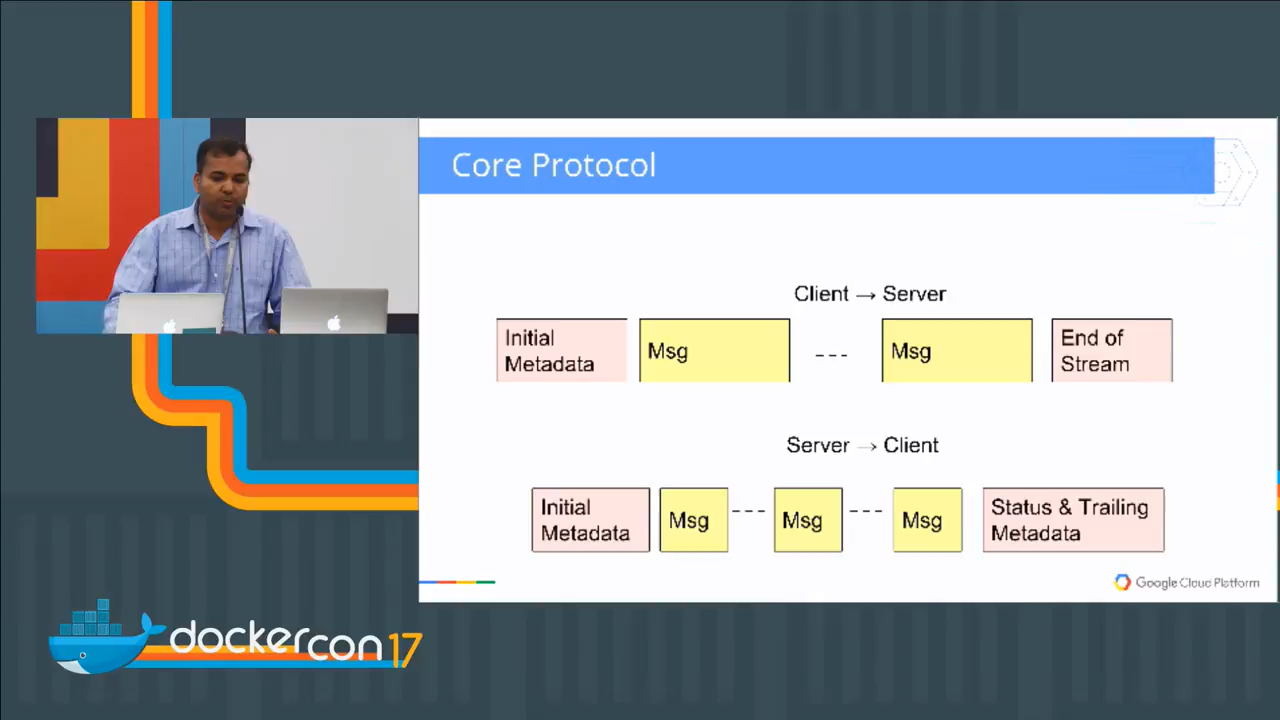 Core Protocol
Client → Server
Initial
Metadata
Msg
---
Msg
End of
Stream
Server → Client
Initial
Metadata
Msg
---
Msg
---
Msg
Status & Trailing
Metadata
Google Cloud Platform
dockercon 17